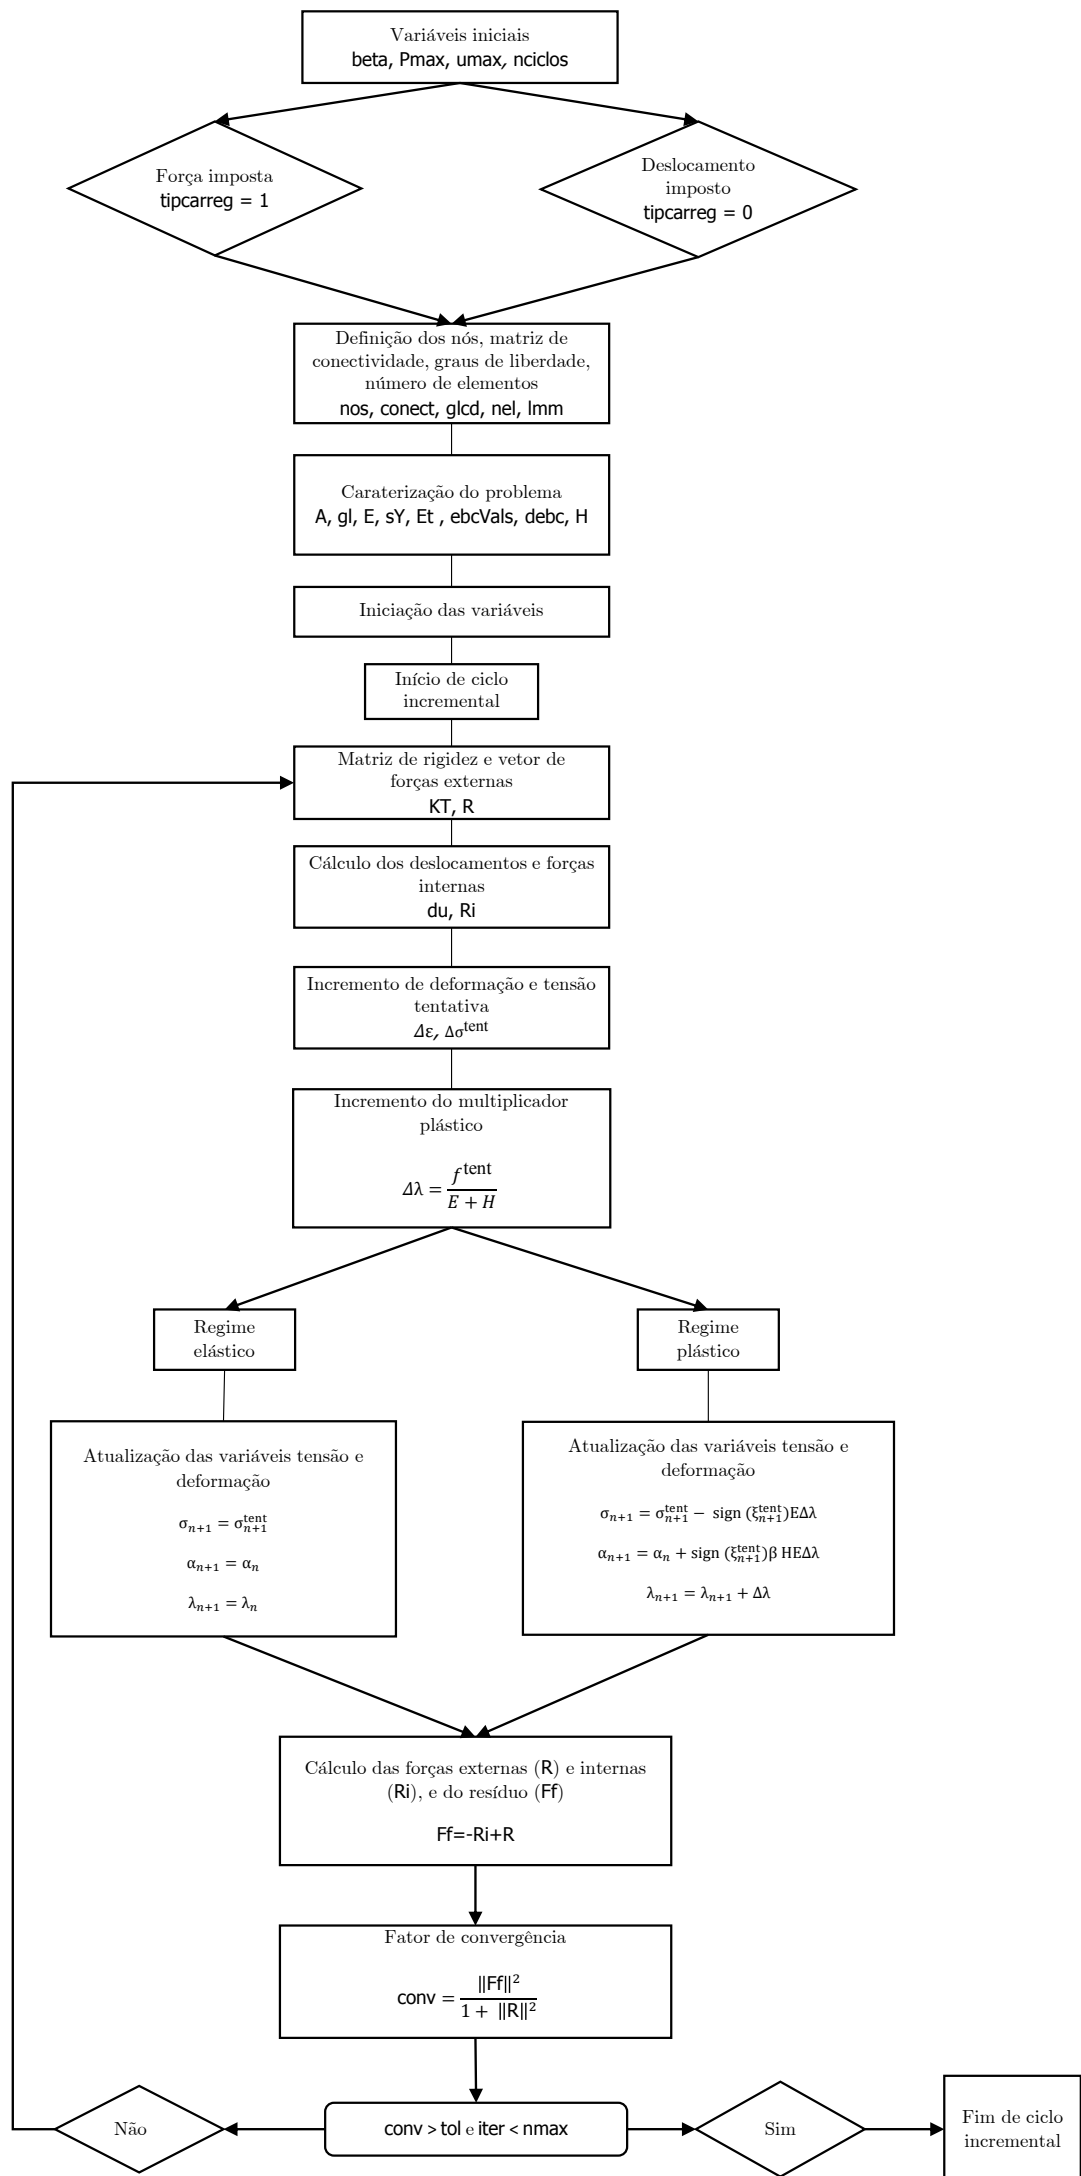 Variáveis iniciais
beta, Pmax, umax, nciclos
Força imposta
tipcarreg = 1
Deslocamento
imposto
tipcarreg = 0
Definição dos nós, matriz de
conectividade, graus de liberdade,
número de elementos
nos, conect, glcd, nel, lmm
Caraterização do problema
A, gl, E, sY, Et , ebcVals, debc, H
Iniciação das variáveis
Início de ciclo
incremental
Matriz de rigidez e vetor de
forças externas
KT, R
Cálculo dos deslocamentos e forças
internas
du, Ri
Incremento de deformação e tensão
tentativa
Δε, Δσ^tent
Incremento do multiplicador
plástico
Δλ = f^tent / (E + H)
Regime
elástico
Regime
plástico
Atualização das variáveis tensão e
deformação
σ_{n+1} = σ_{n+1}^{tent}
α_{n+1} = α_n
λ_{n+1} = λ_n
Atualização das variáveis tensão e
deformação
σ_{n+1} = σ_{n+1}^{tent} − sign (ξ_{n+1}^{tent})EΔλ
α_{n+1} = α_n + sign (ξ_{n+1}^{tent})β HEΔλ
λ_{n+1} = λ_{n+1} + Δλ
Cálculo das forças externas (R) e internas
(Ri), e do resíduo (Ff)
Ff=-Ri+R
Fator de convergência
conv = ‖Ff‖² / (1 + ‖R‖²)
Não
conv > tol e iter < nmax
Sim
Fim de ciclo
incremental